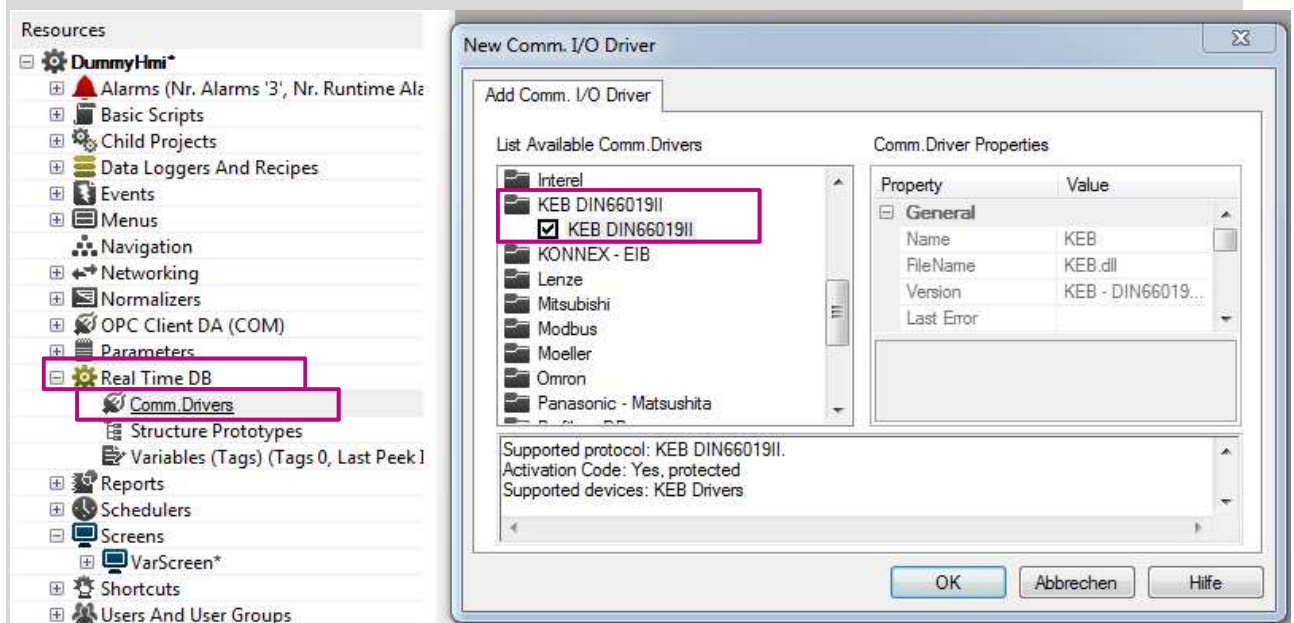 Resources
DummyHmi*
Alarms (Nr. Alarms '3', Nr. Runtime Ala
Basic Scripts
Child Projects
Data Loggers And Recipes
Events
Menus
Navigation
Networking
Normalizers
OPC Client DA (COM)
Parameters
Real Time DB
Comm.Drivers
Structure Prototypes
Variables (Tags) (Tags 0, Last Peek I
Reports
Schedulers
Screens
VarScreen*
Shortcuts
Users And User Groups
New Comm. I/O Driver
Add Comm. I/O Driver
List Available Comm.Drivers
Interel
KEB DIN66019II
KEB DIN66019II
KONNEX - EIB
Lenze
Mitsubishi
Modbus
Moeller
Omron
Panasonic - Matsushita
Comm.Driver Properties
Property Value
General
Name KEB
FileName KEB.dll
Version KEB - DIN66019...
Last Error
Supported protocol: KEB DIN66019II.
Activation Code: Yes, protected
Supported devices: KEB Drivers
OK Abbrechen Hilfe